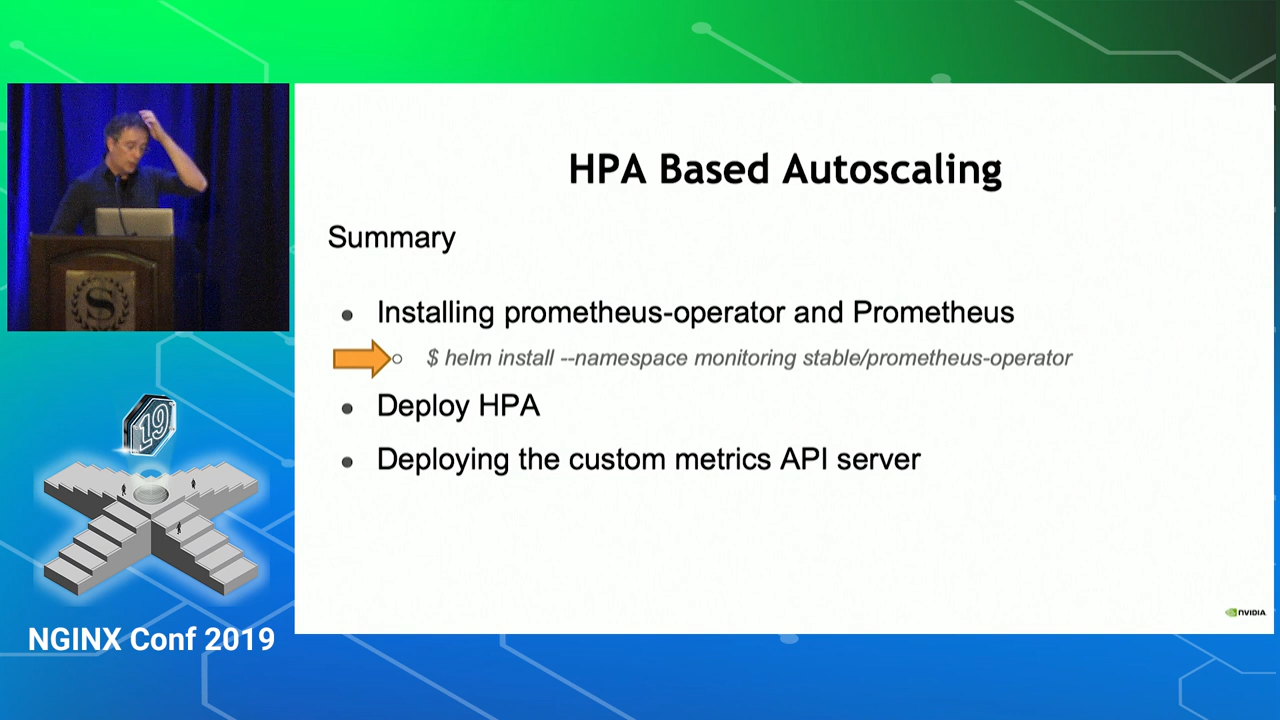 HPA Based Autoscaling
Summary
● Installing prometheus-operator and Prometheus
○ $ helm install --namespace monitoring stable/prometheus-operator
● Deploy HPA
● Deploying the custom metrics API server
S
19
NGINX Conf 2019
NVIDIA